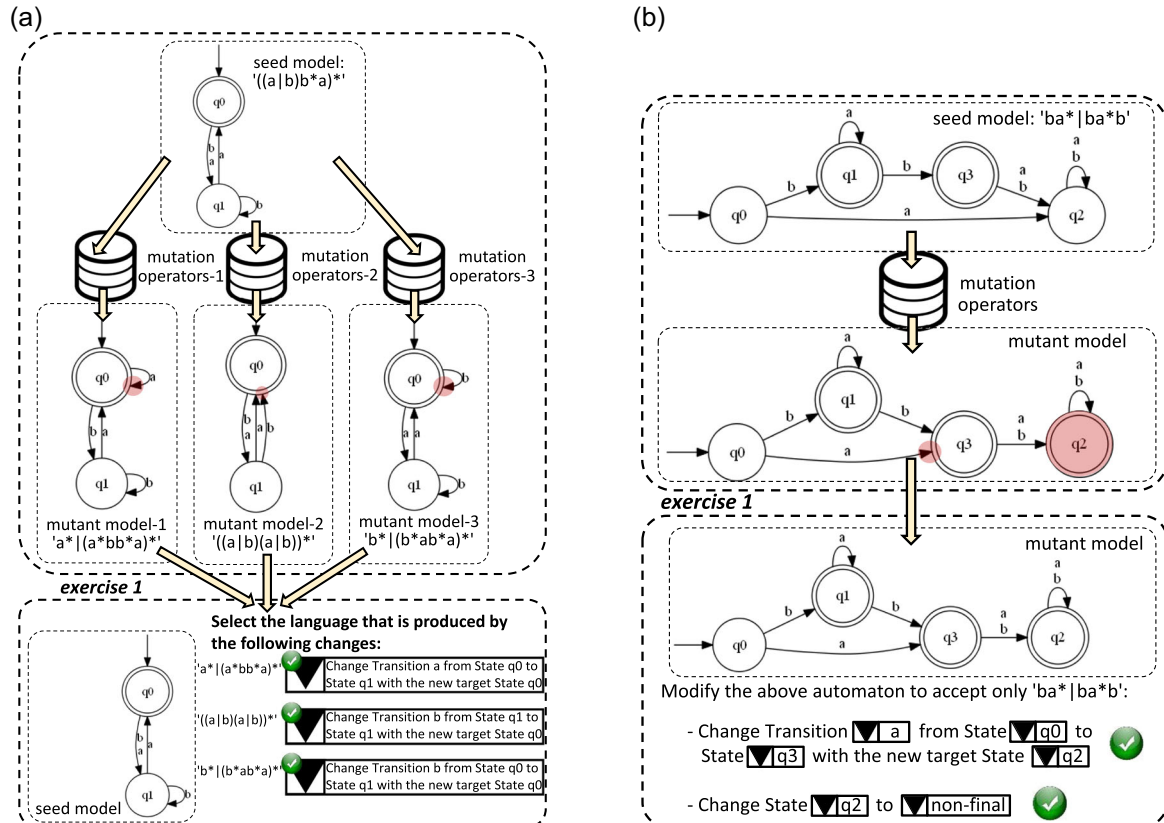 (a)
seed model:
'((a|b)b*a)*'
q0
b
a
a
q1
b
mutation
operators-1
mutation
operators-2
mutation
operators-3
q0
a
b
a
q1
b
mutant model-1
'a*|(a*bb*a)*'
q0
b
a
a
b
q1
mutant model-2
'((a|b)(a|b))*'
q0
b
a
a
q1
b
mutant model-3
'b*|(b*ab*a)*'
exercise 1
Select the language that is produced by
the following changes:
'a*|(a*bb*a)*'
Change Transition a from State q0 to
State q1 with the new target State q0
'((a|b)(a|b))*'
Change Transition b from State q1 to
State q1 with the new target State q0
'b*|(b*ab*a)*'
Change Transition b from State q0 to
State q1 with the new target State q0
q0
b
a
a
q1
b
seed model
(b)
seed model: 'ba*|ba*b'
a
a
b
q1
b
q3
a
b
b
q0
a
q2
mutation
operators
mutant model
a
a
b
q1
b
b
q0
a
q3
a
b
q2
exercise 1
mutant model
a
a
b
q1
b
b
q0
a
q3
a
b
q2
Modify the above automaton to accept only 'ba*|ba*b':
- Change Transition a from State q0 to
State q3 with the new target State q2
- Change State q2 to non-final